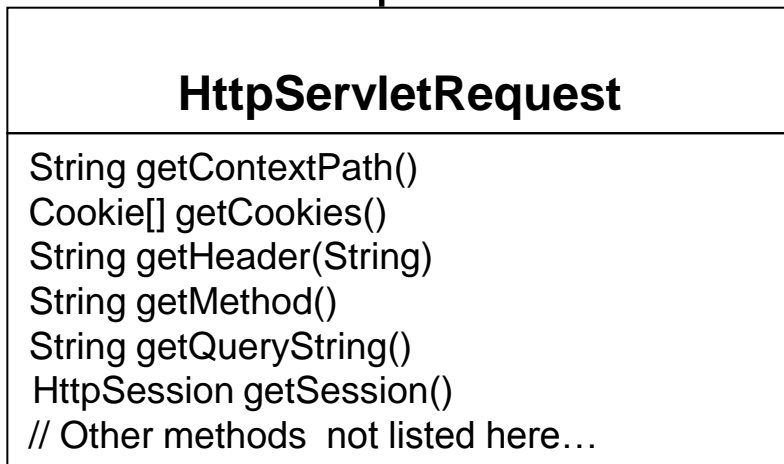 HttpServletRequest
String getContextPath()
Cookie[] getCookies()
String getHeader(String)
String getMethod()
String getQueryString()
HttpSession getSession()
// Other methods  not listed here…